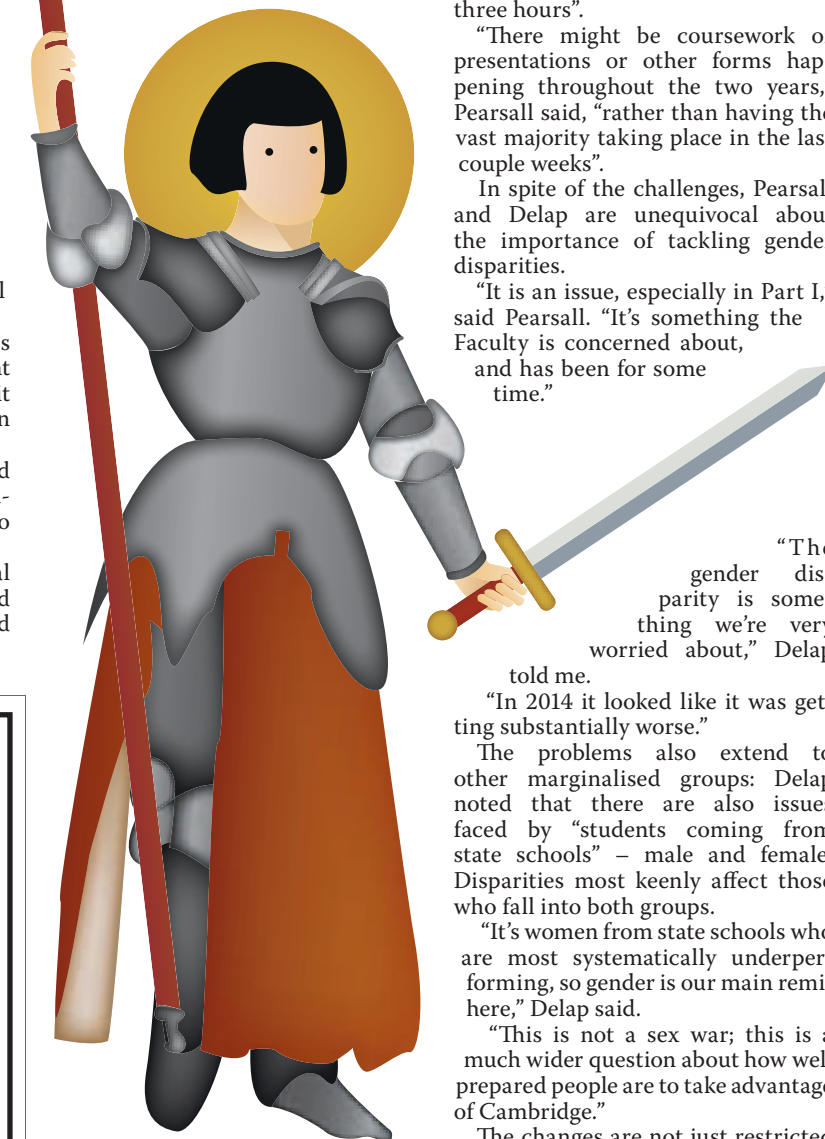 three hours”.
“There might be coursework o
presentations or other forms hap
pening throughout the two years,
Pearsall said, “rather than having the
vast majority taking place in the las
couple weeks”.
In spite of the challenges, Pearsal
and Delap are unequivocal abou
the importance of tackling gende
disparities.
“It is an issue, especially in Part I,”
said Pearsall. “It’s something the
Faculty is concerned about,
and has been for some
time.”
“The
gender dis
parity is some
thing we’re very
worried about,” Delap
told me.
“In 2014 it looked like it was get
ting substantially worse.”
The problems also extend to
other marginalised groups: Delap
noted that there are also issues
faced by “students coming from
state schools” – male and female
Disparities most keenly affect those
who fall into both groups.
“It’s women from state schools who
are most systematically underper
forming, so gender is our main remi
here,” Delap said.
“This is not a sex war; this is a
much wider question about how wel
prepared people are to take advantage
of Cambridge.”
The changes are not just restricted